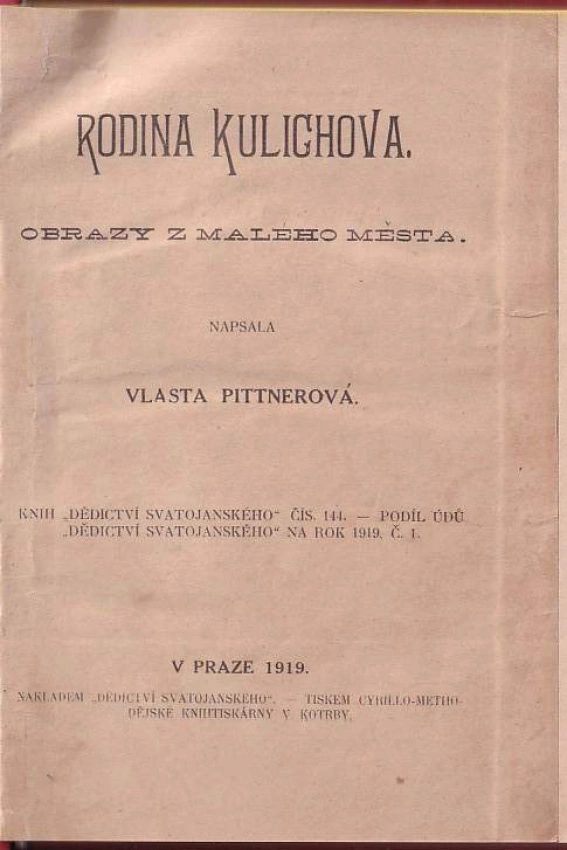 RODINA KULICHOVA.
OBRAZY Z MALÉHO MĚSTA.
NAPSALA
VLASTA PITTNEROVÁ.
KNIH „DĚDICTVÍ SVATOJANSKÉHO“ ČÍS. 144. — PODÍL ÚDŮ
„DĚDICTVÍ SVATOJANSKÉHO“ NA ROK 1919, Č. 1.
V PRAZE 1919.
NÁKLADEM „DĚDICTVÍ SVATOJANSKÉHO“. — TISKEM CYRILLO-METHO-
DĚJSKÉ KNIHTISKÁRNY V KOTRBY.